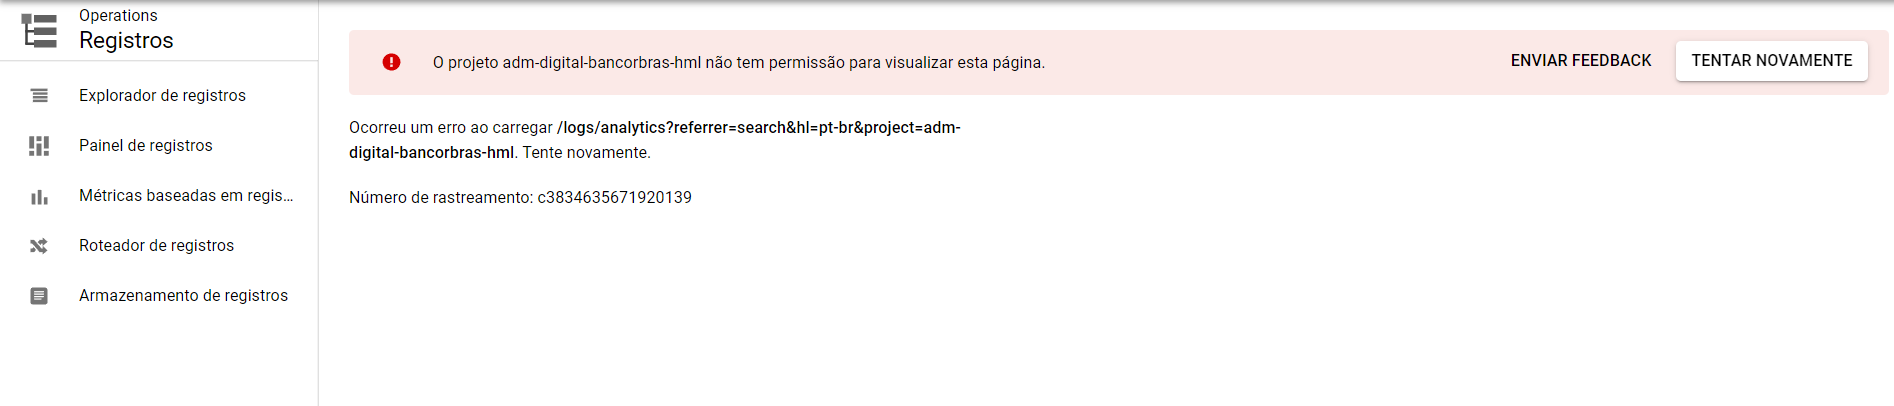 Operations
Registros
Explorador de registros
Painel de registros
Métricas baseadas em regis...
Roteador de registros
Armazenamento de registros
O projeto adm-digital-bancorbras-hml não tem permissão para visualizar esta página.
ENVIAR FEEDBACK
TENTAR NOVAMENTE
Ocorreu um erro ao carregar /logs/analytics?referrer=search&hl=pt-br&project=adm-
digital-bancorbras-hml. Tente novamente.
Número de rastreamento: c3834635671920139